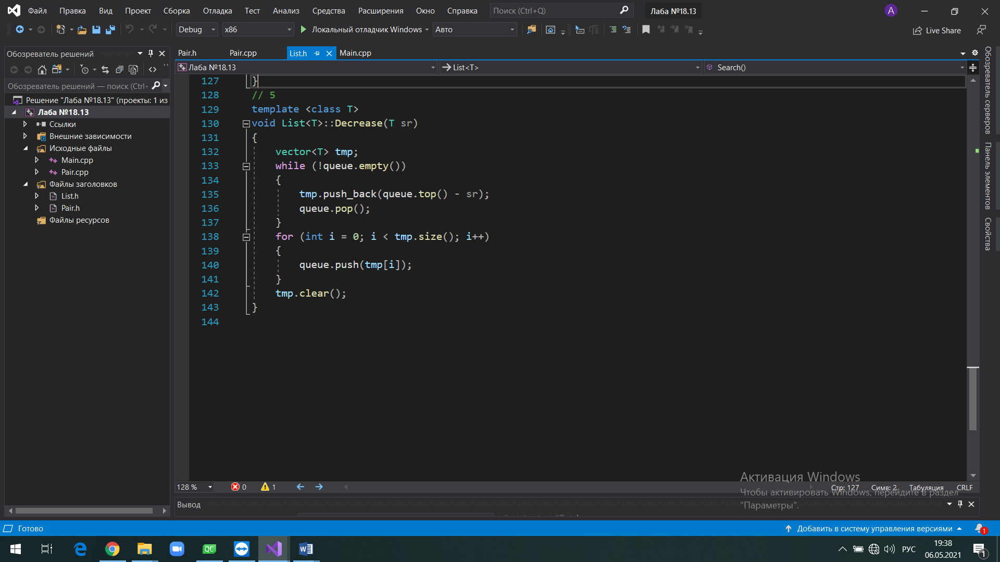 Файл Правка Вид Проект Сборка Отладка Тест Анализ Средства Расширения Окно Справка Поиск (Ctrl+Q) Лаба №18.13 A
Debug x86 Локальный отладчик Windows Авто Live Share
Обозреватель решений
Обозреватель решений — поиск (Ctrl+
Решение "Лаба №18.13" (проекты: 1 из
Лаба №18.13
Ссылки
Внешние зависимости
Исходные файлы
Main.cpp
Pair.cpp
Файлы заголовков
List.h
Pair.h
Файлы ресурсов
Pair.h Pair.cpp List.h Main.cpp
Лаба №18.13 List<T> Search()
127 }
128 // 5
129 template <class T>
130 void List<T>::Decrease(T sr)
131 {
132 vector<T> tmp;
133 while (!queue.empty())
134 {
135 tmp.push_back(queue.top() - sr);
136 queue.pop();
137 }
138 for (int i = 0; i < tmp.size(); i++)
139 {
140 queue.push(tmp[i]);
141 }
142 tmp.clear();
143 }
144
Обозреватель серверов
Панель элементов
Свойства
128 % 0 1 Стр: 127 Симв: 2 Табуляция CRLF
Активация Windows
Чтобы активировать Windows, перейдите в раздел
"Параметры".
Вывод
Готово Добавить в систему управления версиями 1
QC W РУС 19:38
06.05.2021 1